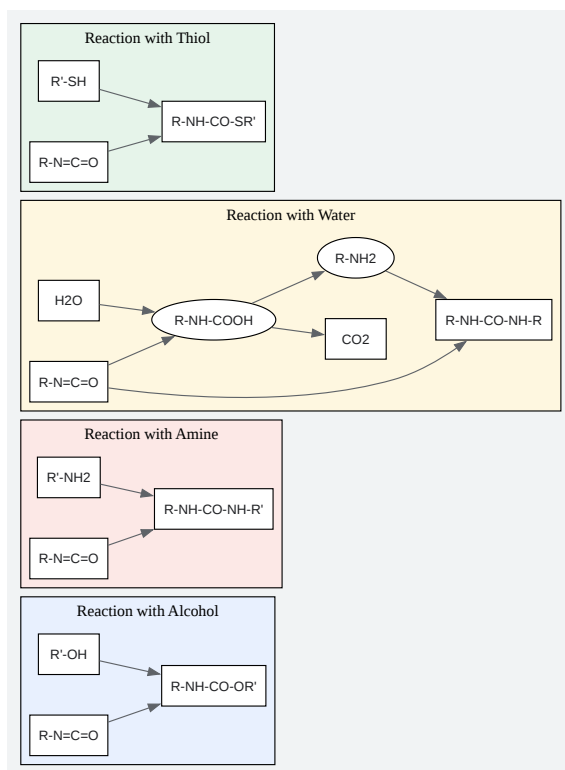 Reaction with Thiol
R'-SH
R-NH-CO-SR'
R-N=C=O
Reaction with Water
R-NH2
H2O
R-NH-COOH
R-NH-CO-NH-R
CO2
R-N=C=O
Reaction with Amine
R'-NH2
R-NH-CO-NH-R'
R-N=C=O
Reaction with Alcohol
R'-OH
R-NH-CO-OR'
R-N=C=O